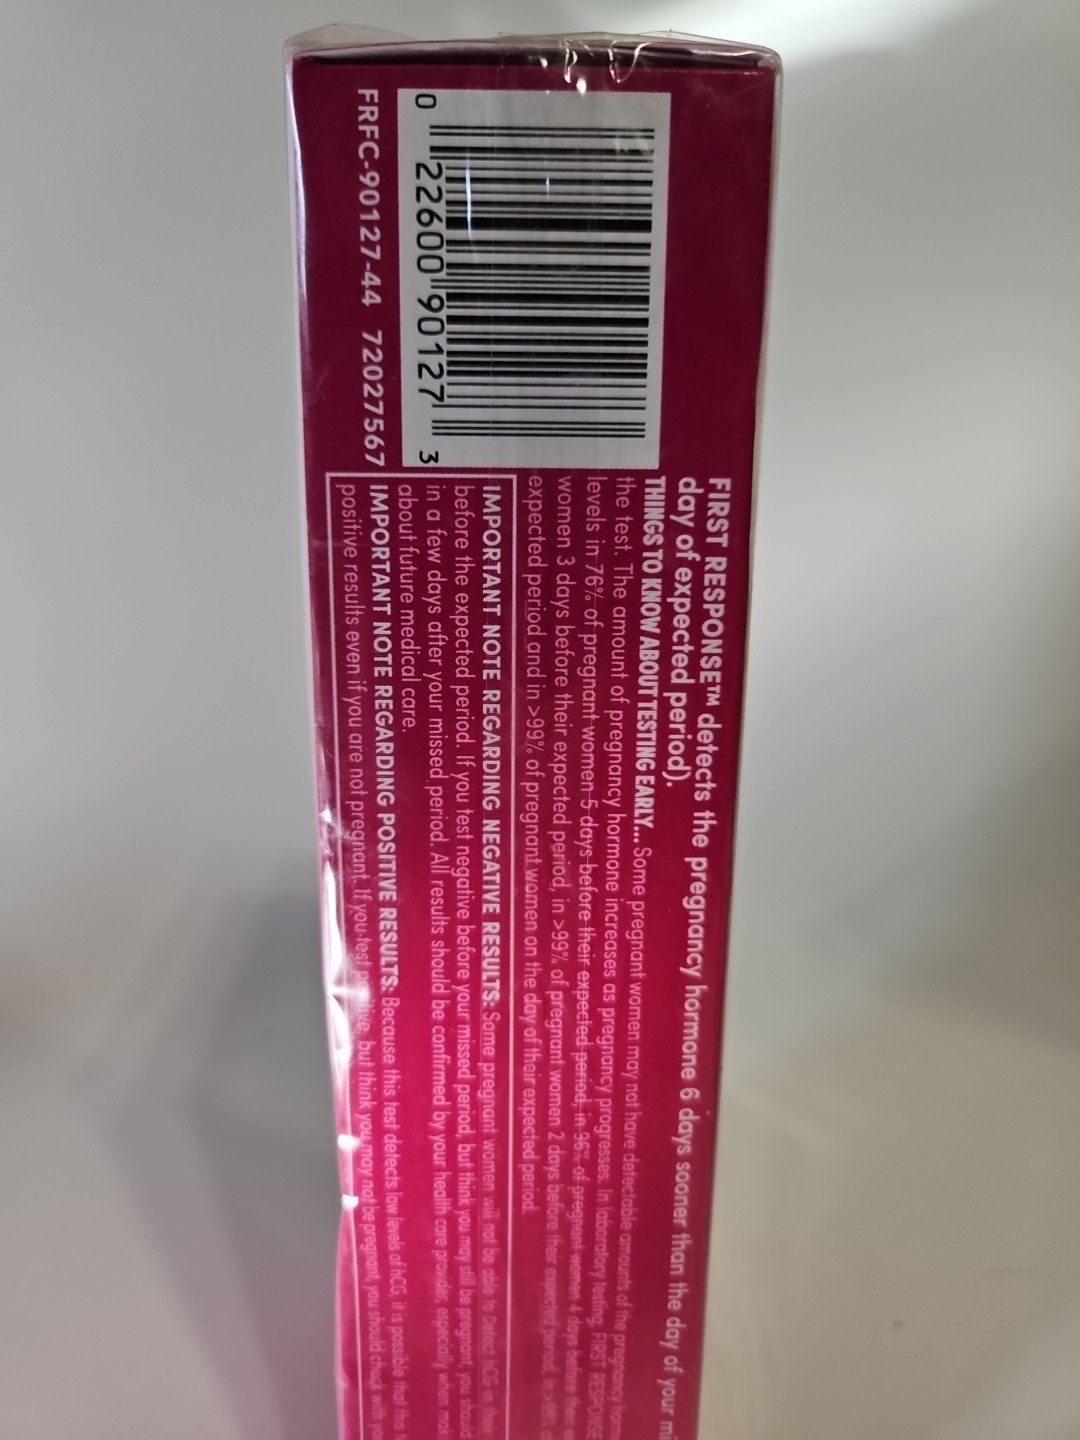 0 22600 90127 3
FRFC-90127-44 72027567
FIRST RESPONSE™ detects the pregnancy hormone 6 days sooner than the day of your
day of expected period).
THINGS TO KNOW ABOUT TESTING EARLY... Some pregnant women may not have detectable amounts of the pregnancy
the test. The amount of pregnancy hormone increases as pregnancy progresses. In laboratory testing, FIRST RESPONSE
levels in 76% of pregnant women 5 days before their expected period, in 96% of pregnant women 4 days before their
women 3 days before their expected period, in >99% of pregnant women 2 days before their expected period, in >99%
expected period and in >99% of pregnant women on the day of their expected period.
IMPORTANT NOTE REGARDING NEGATIVE RESULTS: Some pregnant women will not be able to Detect hCG in their
before the expected period. If you test negative before your missed period, but think you may still be pregnant, you should
in a few days after your missed period. All results should be confirmed by your health care provider, especially when
about future medical care.
IMPORTANT NOTE REGARDING POSITIVE RESULTS: Because this test detects low levels of hCG, it is possible that this
positive results even if you are not pregnant. If you test positive, but think you may not be pregnant, you should check with